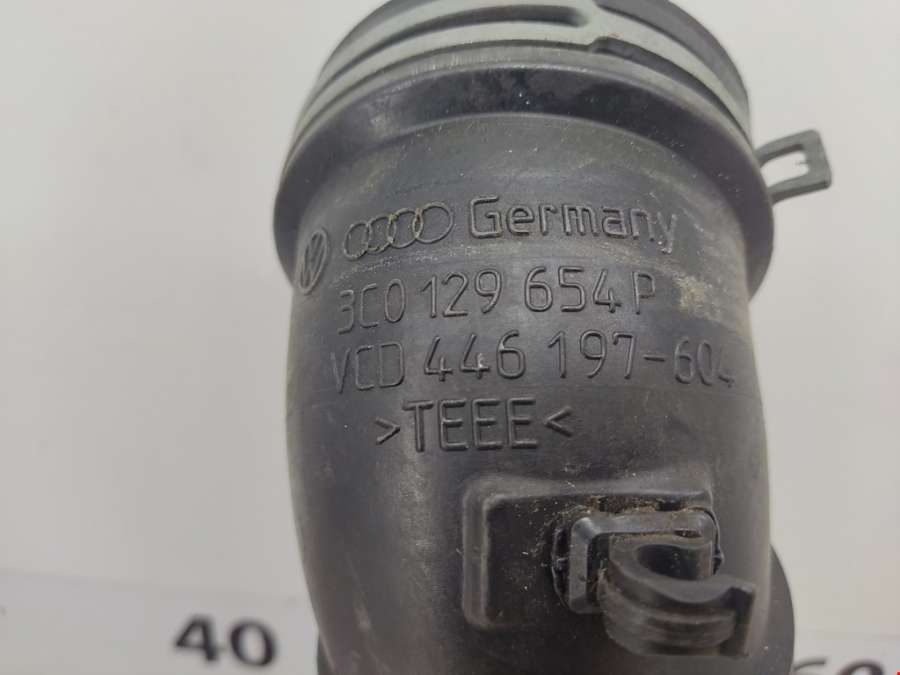 Germany
3C0 129 654 P
VCD 446 197-604
>TEEE<
40